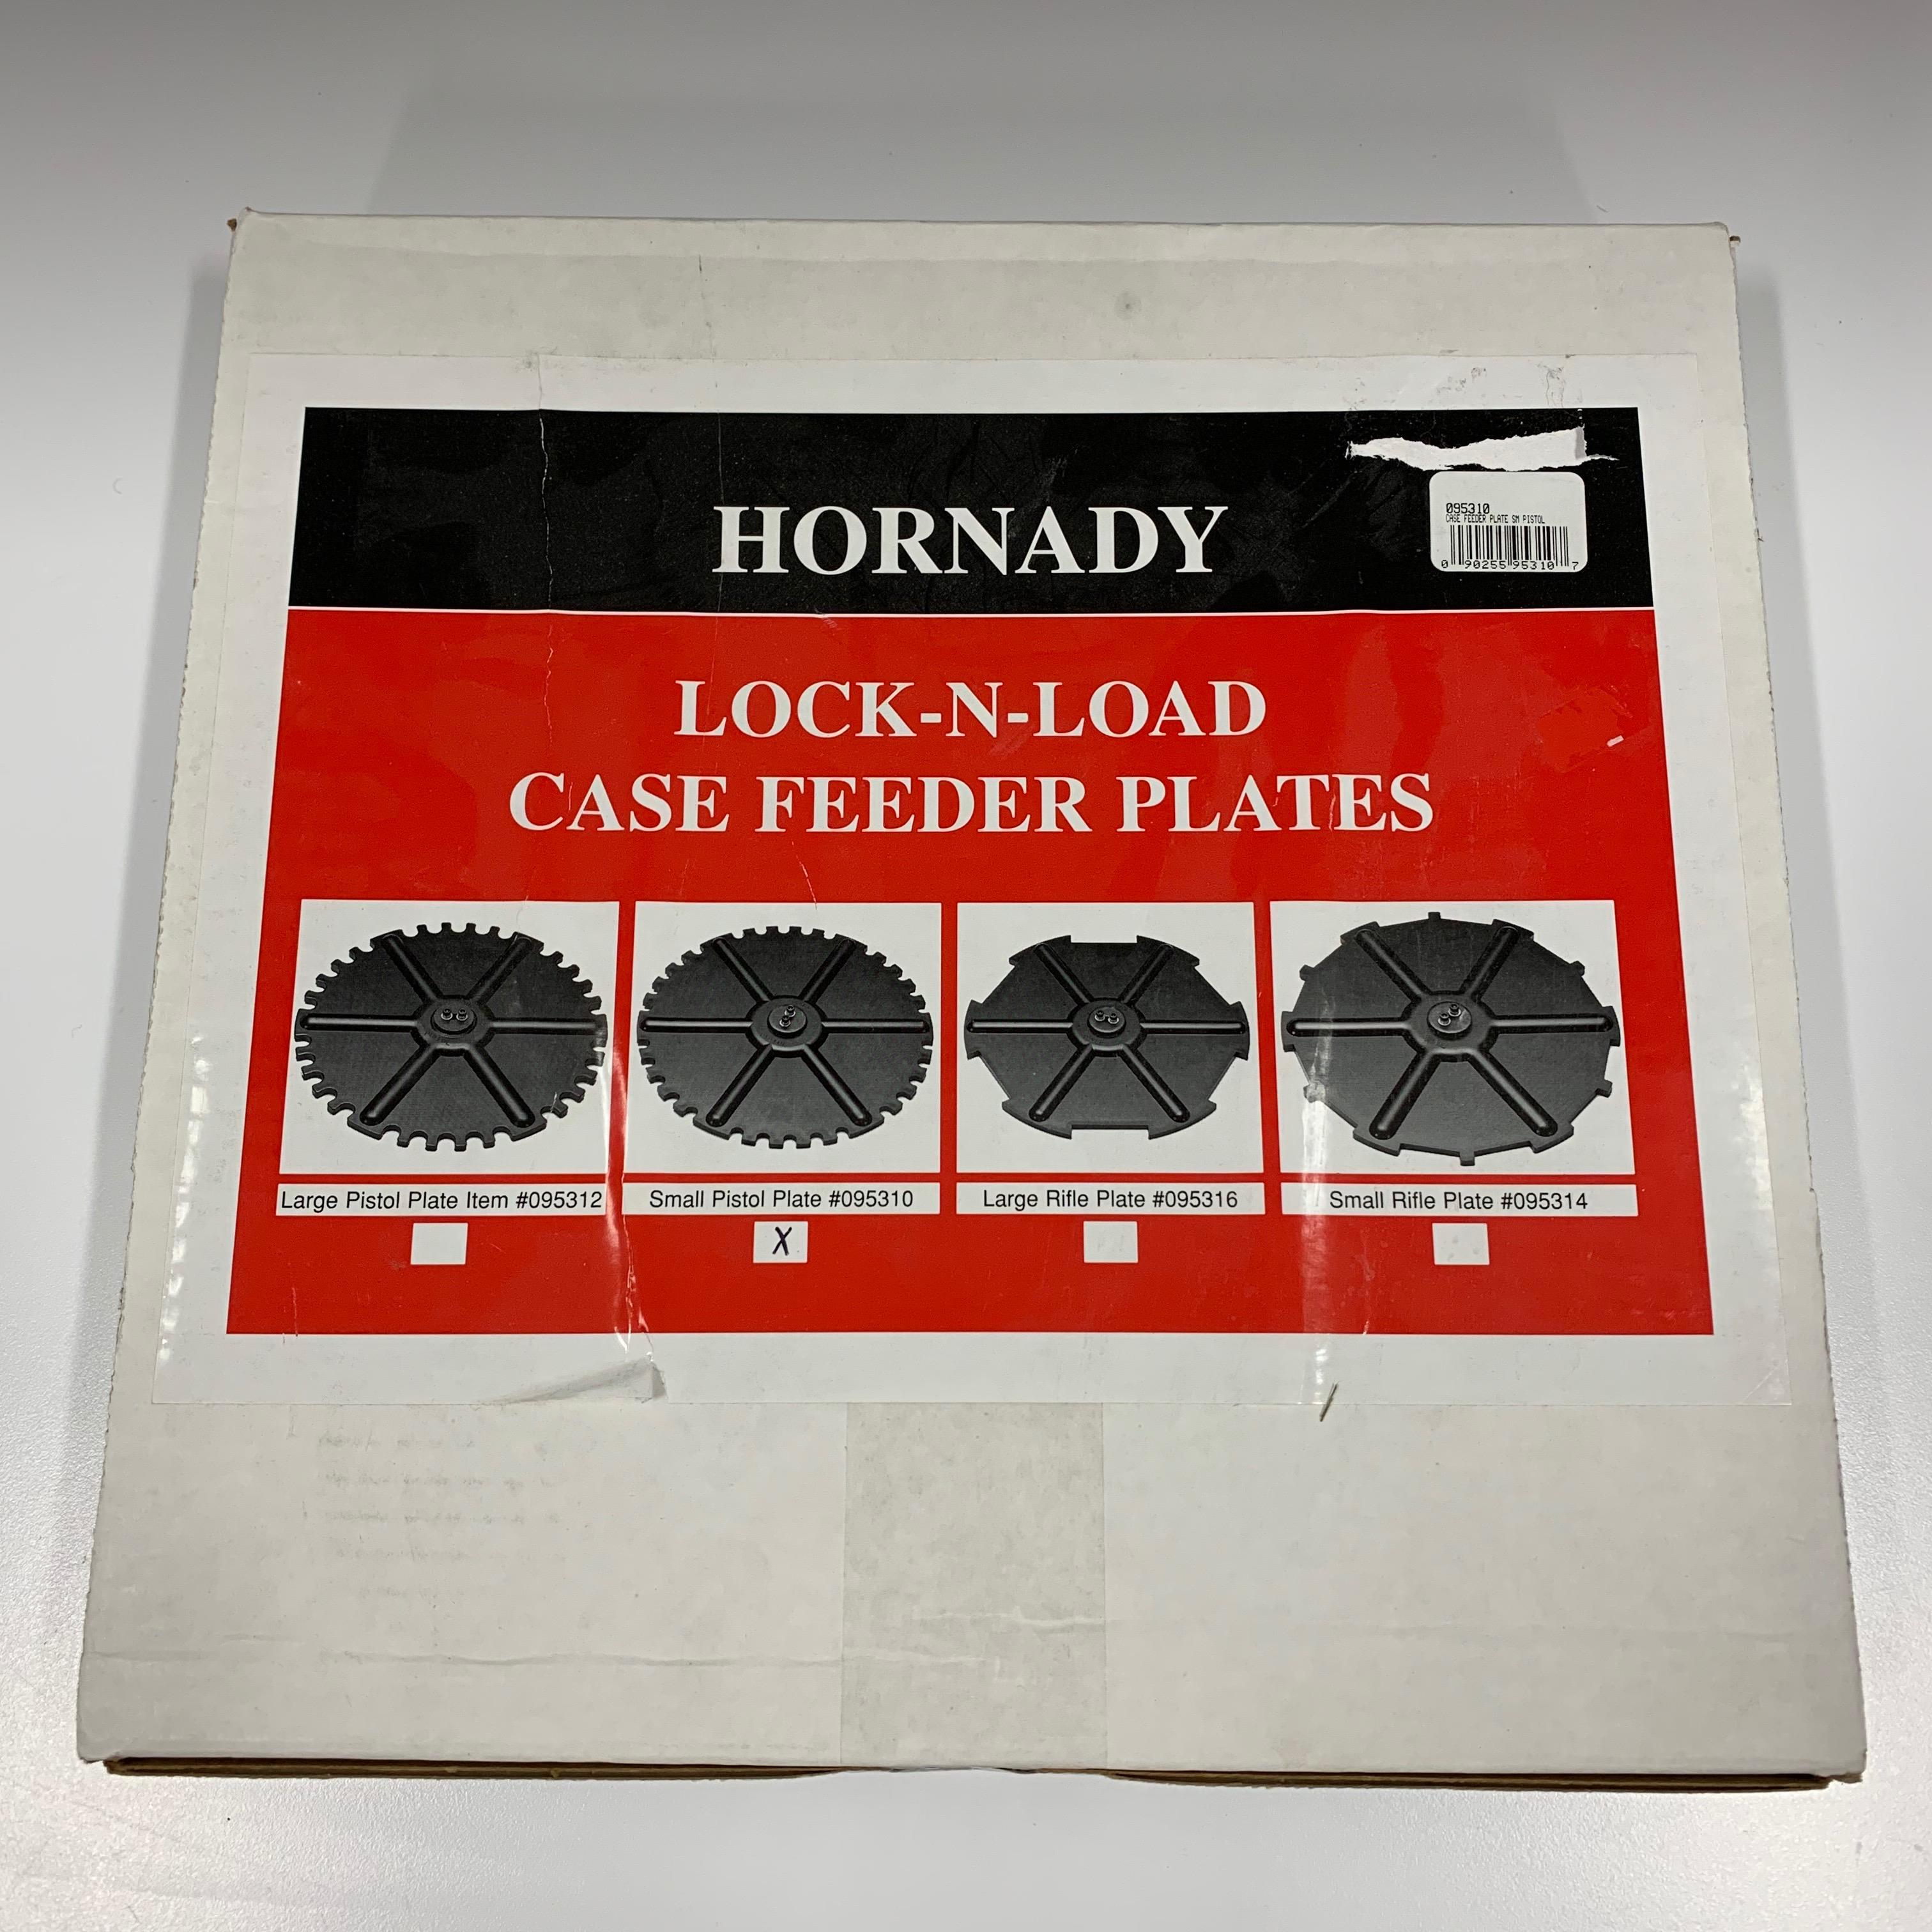 HORNADY
095310
CASE FEEDER PLATE SM PISTOL
0 90255 95310 7
LOCK-N-LOAD
CASE FEEDER PLATES
Large Pistol Plate Item #095312
Small Pistol Plate #095310
Large Rifle Plate #095316
Small Rifle Plate #095314
X